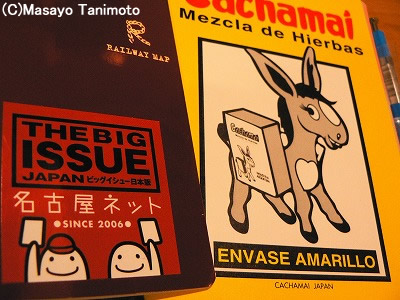 (C)Masayo Tanimoto
R
RAILWAY MAP
THE BIG
ISSUE
JAPAN ビッグイシュー日本版
名古屋ネット
●SINCE 2006●
Cachamai
Mezcla de Hierbas
Cachamai
ENVASE AMARILLO
CACHAMAI JAPAN